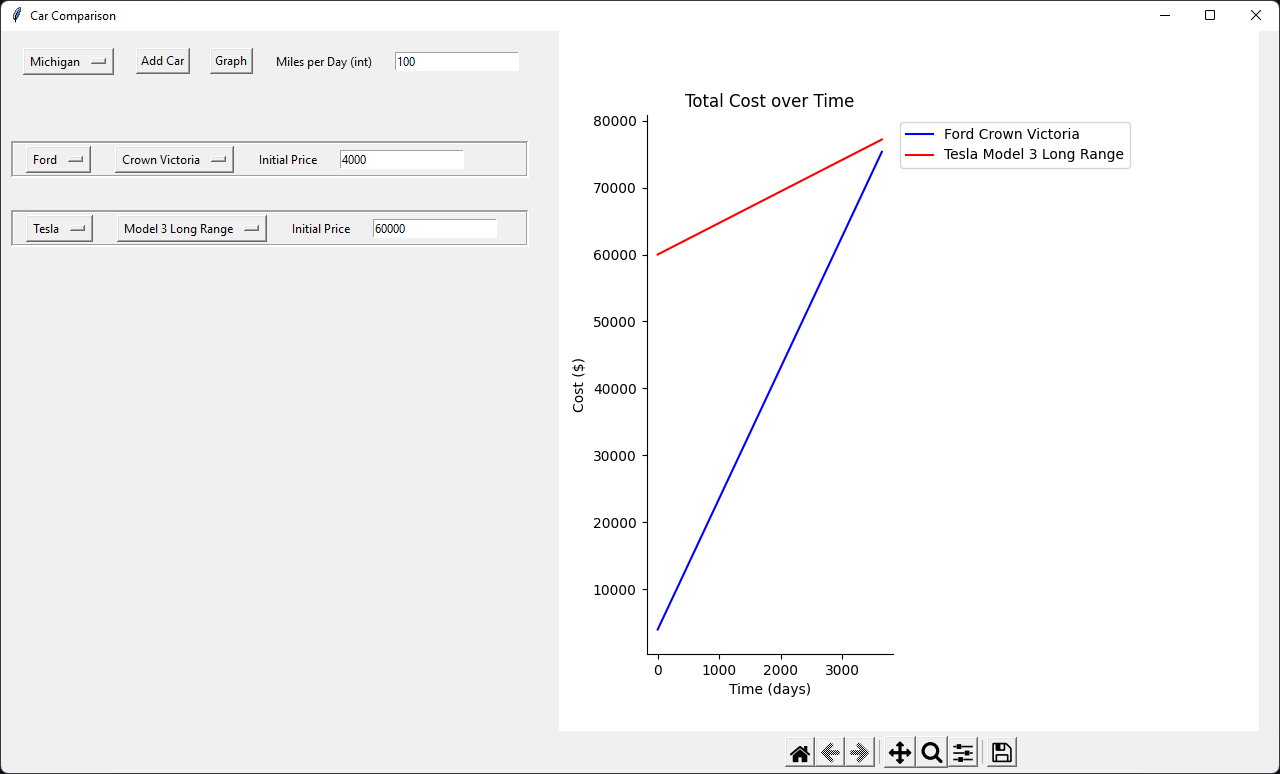 Car Comparison
Michigan Add Car Graph Miles per Day (int) 100
Ford Crown Victoria Initial Price 4000
Tesla Model 3 Long Range Initial Price 60000
Total Cost over Time
Ford Crown Victoria
Tesla Model 3 Long Range
80000
70000
60000
50000
40000
30000
20000
10000
Cost ($)
0 1000 2000 3000
Time (days)